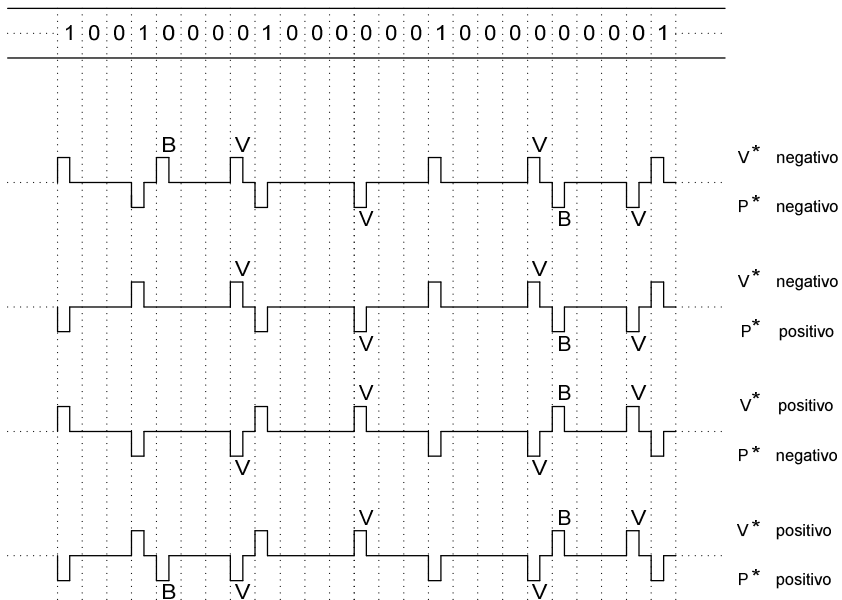 1 0 0 1 0 0 0 0 1 0 0 0 0 0 0 1 0 0 0 0 0 0 0 0 1
B V V
V* negativo
P* negativo
V B V
V V
V* negativo
P* positivo
V B V
V B V
V* positivo
P* negativo
V V
V B V
V* positivo
P* positivo
B V V